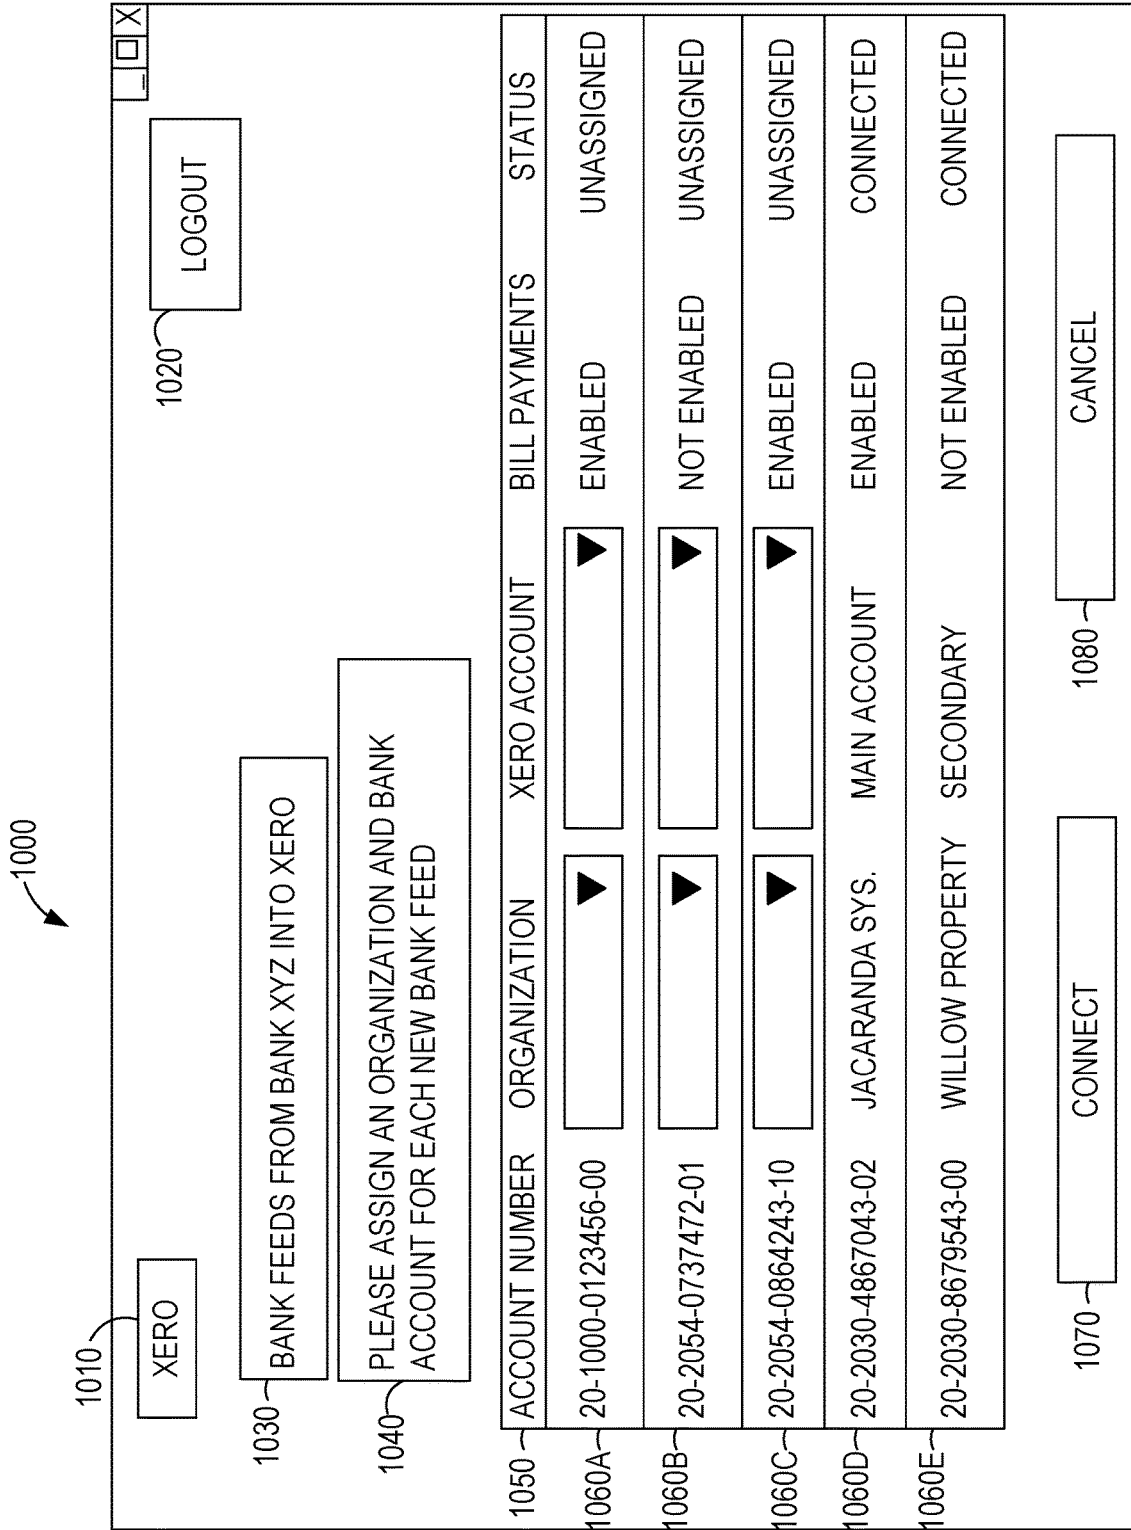 1000
_ □ X
1010
XERO
LOGOUT
1020
1030
BANK FEEDS FROM BANK XYZ INTO XERO
1040
PLEASE ASSIGN AN ORGANIZATION AND BANK
ACCOUNT FOR EACH NEW BANK FEED
1050 ACCOUNT NUMBER ORGANIZATION XERO ACCOUNT BILL PAYMENTS STATUS
1060A 20-1000-0123456-00 ENABLED UNASSIGNED
1060B 20-2054-0737472-01 NOT ENABLED UNASSIGNED
1060C 20-2054-0864243-10 ENABLED UNASSIGNED
1060D 20-2030-4867043-02 JACARANDA SYS. MAIN ACCOUNT ENABLED CONNECTED
1060E 20-2030-8679543-00 WILLOW PROPERTY SECONDARY NOT ENABLED CONNECTED
1070 CONNECT 1080 CANCEL